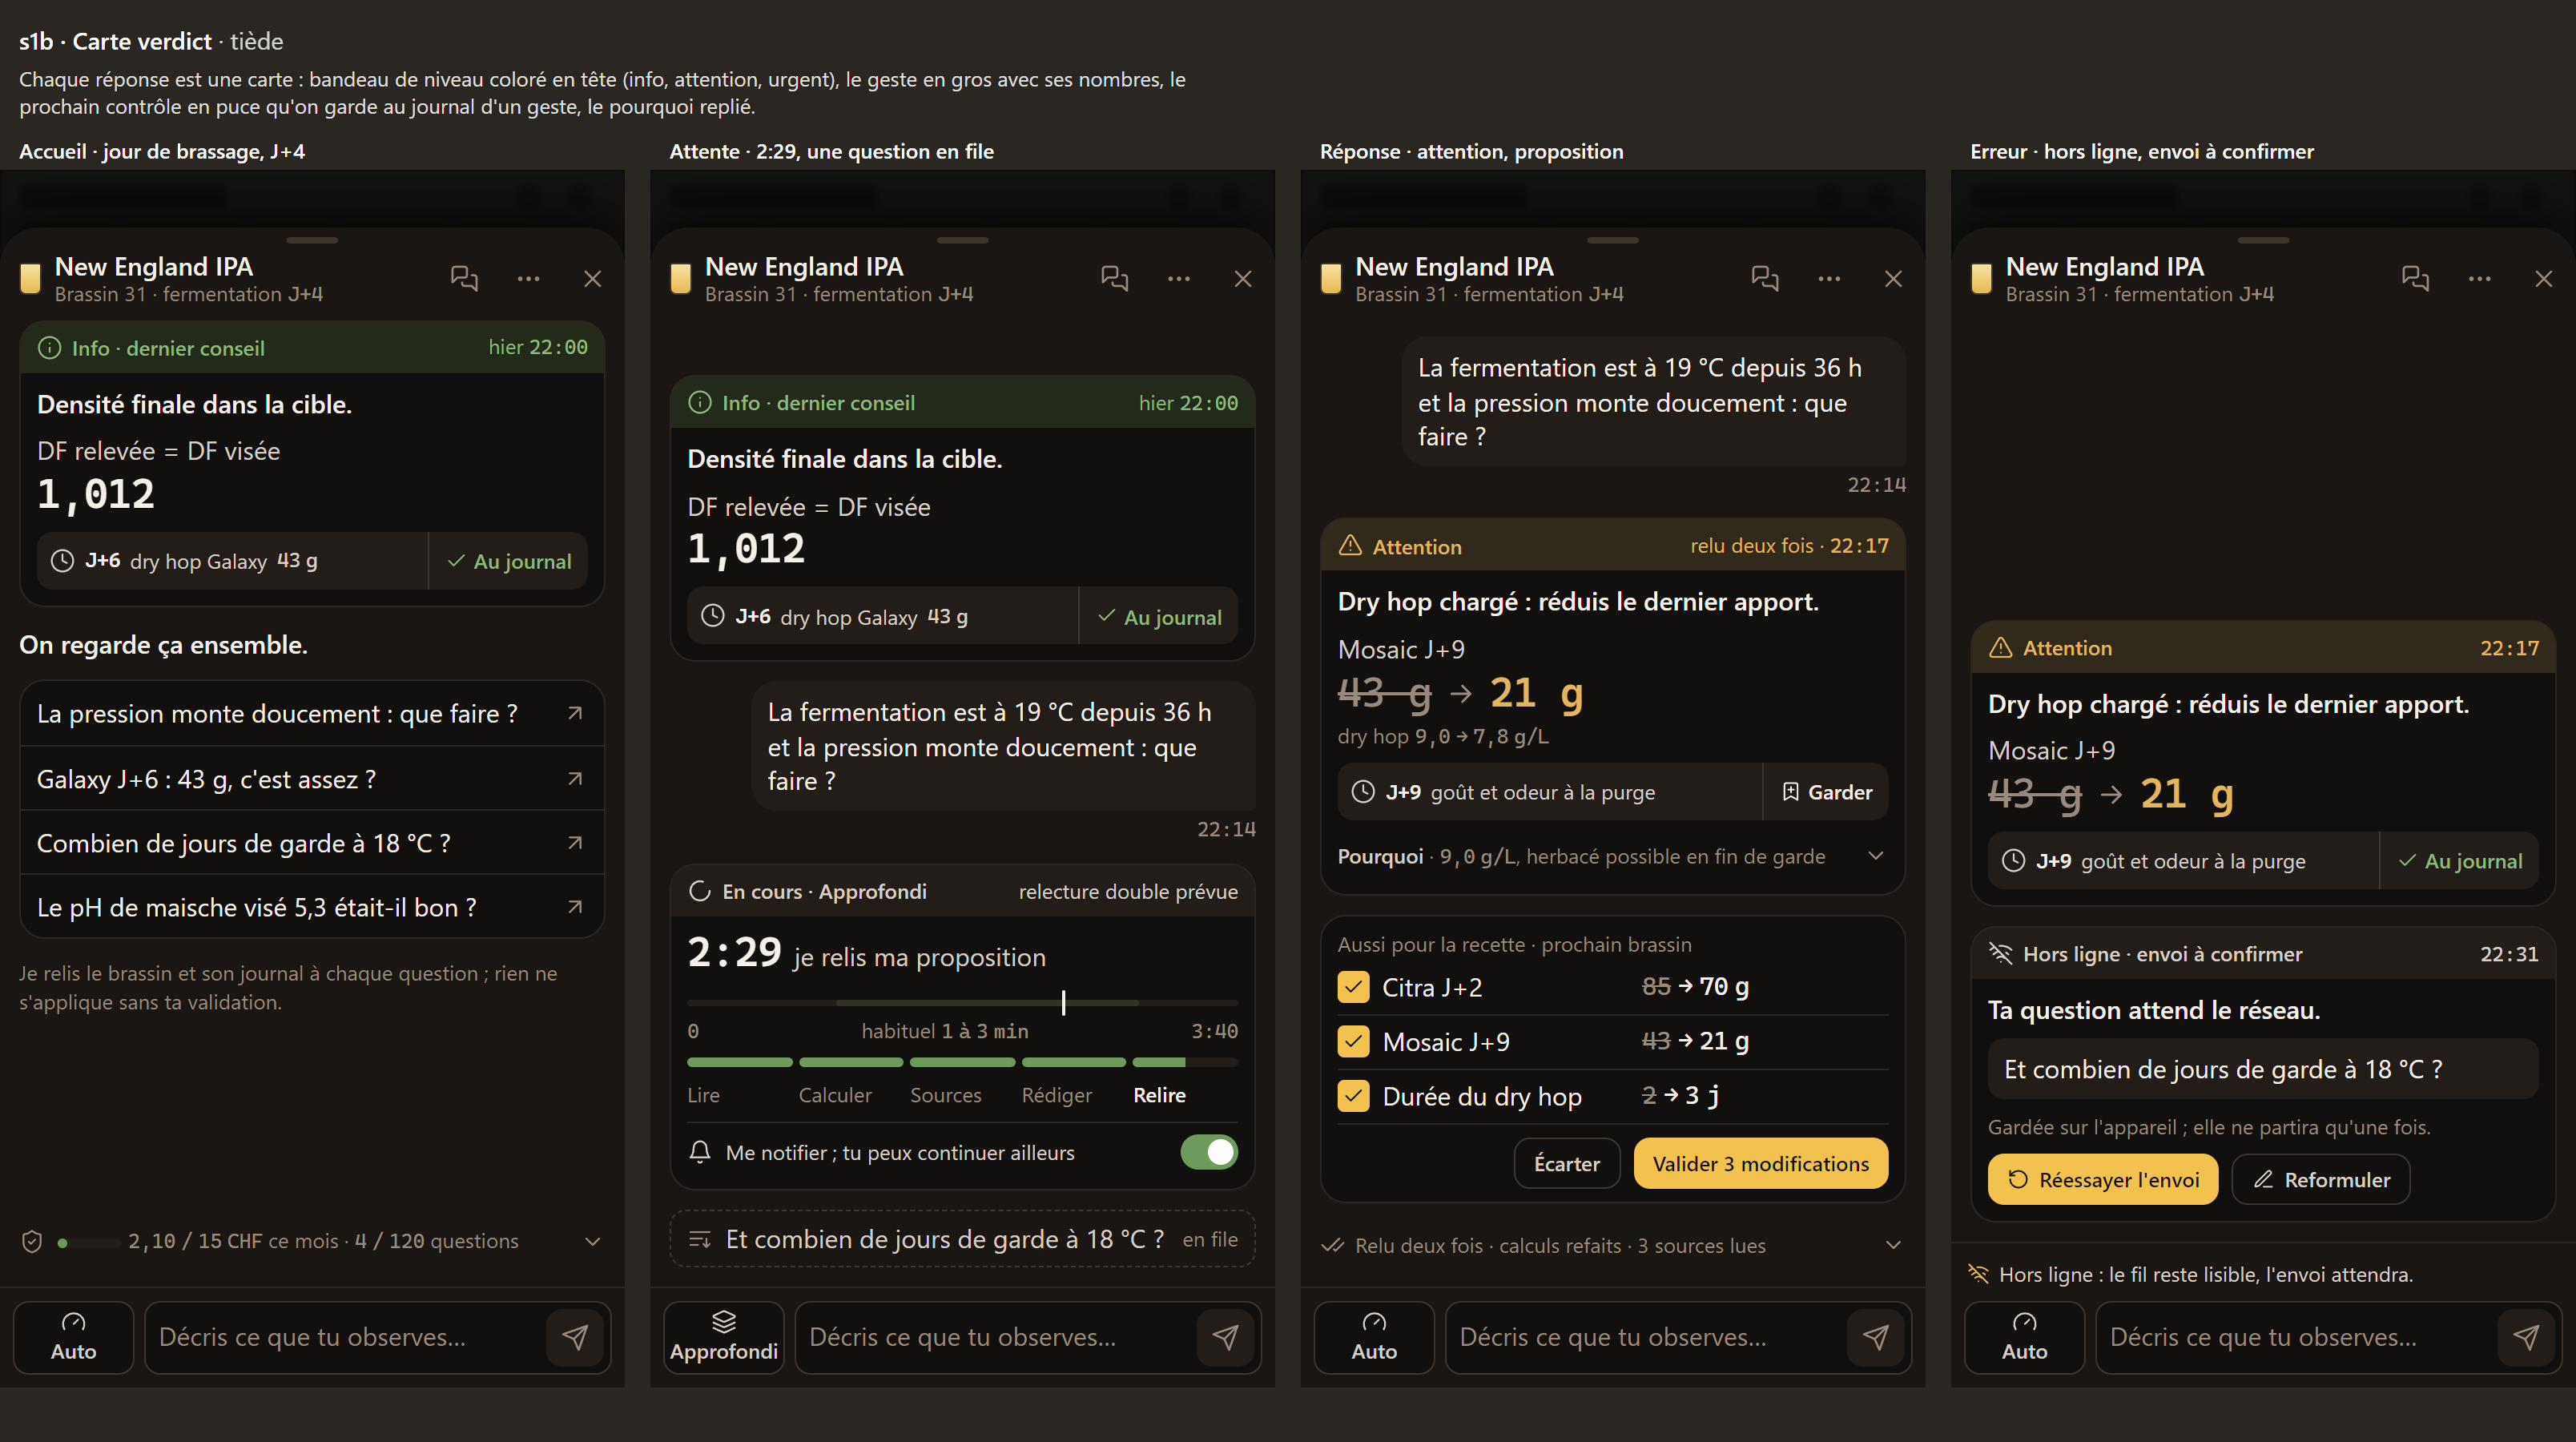 s1b · Carte verdict · tiède
Chaque réponse est une carte : bandeau de niveau coloré en tête (info, attention, urgent), le geste en gros avec ses nombres, le
prochain contrôle en puce qu'on garde au journal d'un geste, le pourquoi replié.
Accueil · jour de brassage, J+4
New England IPA
Brassin 31 · fermentation J+4
Info · dernier conseil
hier 22:00
Densité finale dans la cible.
DF relevée = DF visée
1,012
J+6 dry hop Galaxy 43 g
Au journal
On regarde ça ensemble.
La pression monte doucement : que faire ?
Galaxy J+6 : 43 g, c'est assez ?
Combien de jours de garde à 18 °C ?
Le pH de maische visé 5,3 était-il bon ?
Je relis le brassin et son journal à chaque question ; rien ne
s'applique sans ta validation.
2,10 / 15 CHF ce mois · 4 / 120 questions
Auto
Décris ce que tu observes...
Attente · 2:29, une question en file
New England IPA
Brassin 31 · fermentation J+4
Info · dernier conseil
hier 22:00
Densité finale dans la cible.
DF relevée = DF visée
1,012
J+6 dry hop Galaxy 43 g
Au journal
La fermentation est à 19 °C depuis 36 h
et la pression monte doucement : que
faire ?
22:14
En cours · Approfondi
relecture double prévue
2:29 je relis ma proposition
0
habituel 1 à 3 min
3:40
Lire
Calculer
Sources
Rédiger
Relire
Me notifier ; tu peux continuer ailleurs
Et combien de jours de garde à 18 °C ?
en file
Approfondi
Décris ce que tu observes...
Réponse · attention, proposition
New England IPA
Brassin 31 · fermentation J+4
La fermentation est à 19 °C depuis 36 h
et la pression monte doucement : que
faire ?
22:14
Attention
relu deux fois · 22:17
Dry hop chargé : réduis le dernier apport.
Mosaic J+9
43 g → 21 g
dry hop 9,0 → 7,8 g/L
J+9 goût et odeur à la purge
Garder
Pourquoi · 9,0 g/L, herbacé possible en fin de garde
Aussi pour la recette · prochain brassin
Citra J+2
85 → 70 g
Mosaic J+9
43 → 21 g
Durée du dry hop
2 → 3 j
Écarter
Valider 3 modifications
Relu deux fois · calculs refaits · 3 sources lues
Auto
Décris ce que tu observes...
Erreur · hors ligne, envoi à confirmer
New England IPA
Brassin 31 · fermentation J+4
Attention
22:17
Dry hop chargé : réduis le dernier apport.
Mosaic J+9
43 g → 21 g
J+9 goût et odeur à la purge
Au journal
Hors ligne · envoi à confirmer
22:31
Ta question attend le réseau.
Et combien de jours de garde à 18 °C ?
Gardée sur l'appareil ; elle ne partira qu'une fois.
Réessayer l'envoi
Reformuler
Hors ligne : le fil reste lisible, l'envoi attendra.
Auto
Décris ce que tu observes...